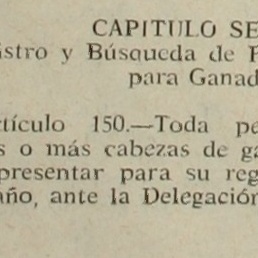 CAPITULO SE
istro y Búsqueda de F
para Ganad
tículo 150.—Toda pe
s o más cabezas de ga
presentar para su reg
año, ante la Delegación